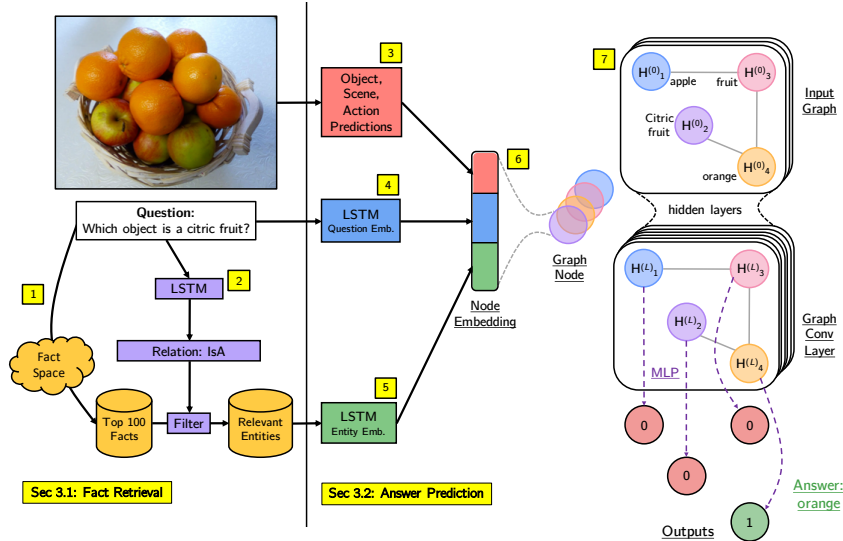 1
2
3
4
5
6
7
Question:
Which object is a citric fruit?
LSTM
Relation: IsA
Fact
Space
Top 100
Facts
Filter
Relevant
Entities
Sec 3.1: Fact Retrieval
Object,
Scene,
Action
Predictions
LSTM
Question Emb.
LSTM
Entity Emb.
Sec 3.2: Answer Prediction
Node
Embedding
Graph
Node
H(0)1
apple
H(0)3
fruit
Citric
fruit
H(0)2
H(0)4
orange
Input
Graph
hidden layers
H(L)1
H(L)3
H(L)2
H(L)4
Graph
Conv
Layer
MLP
0
0
0
1
Answer:
orange
Outputs